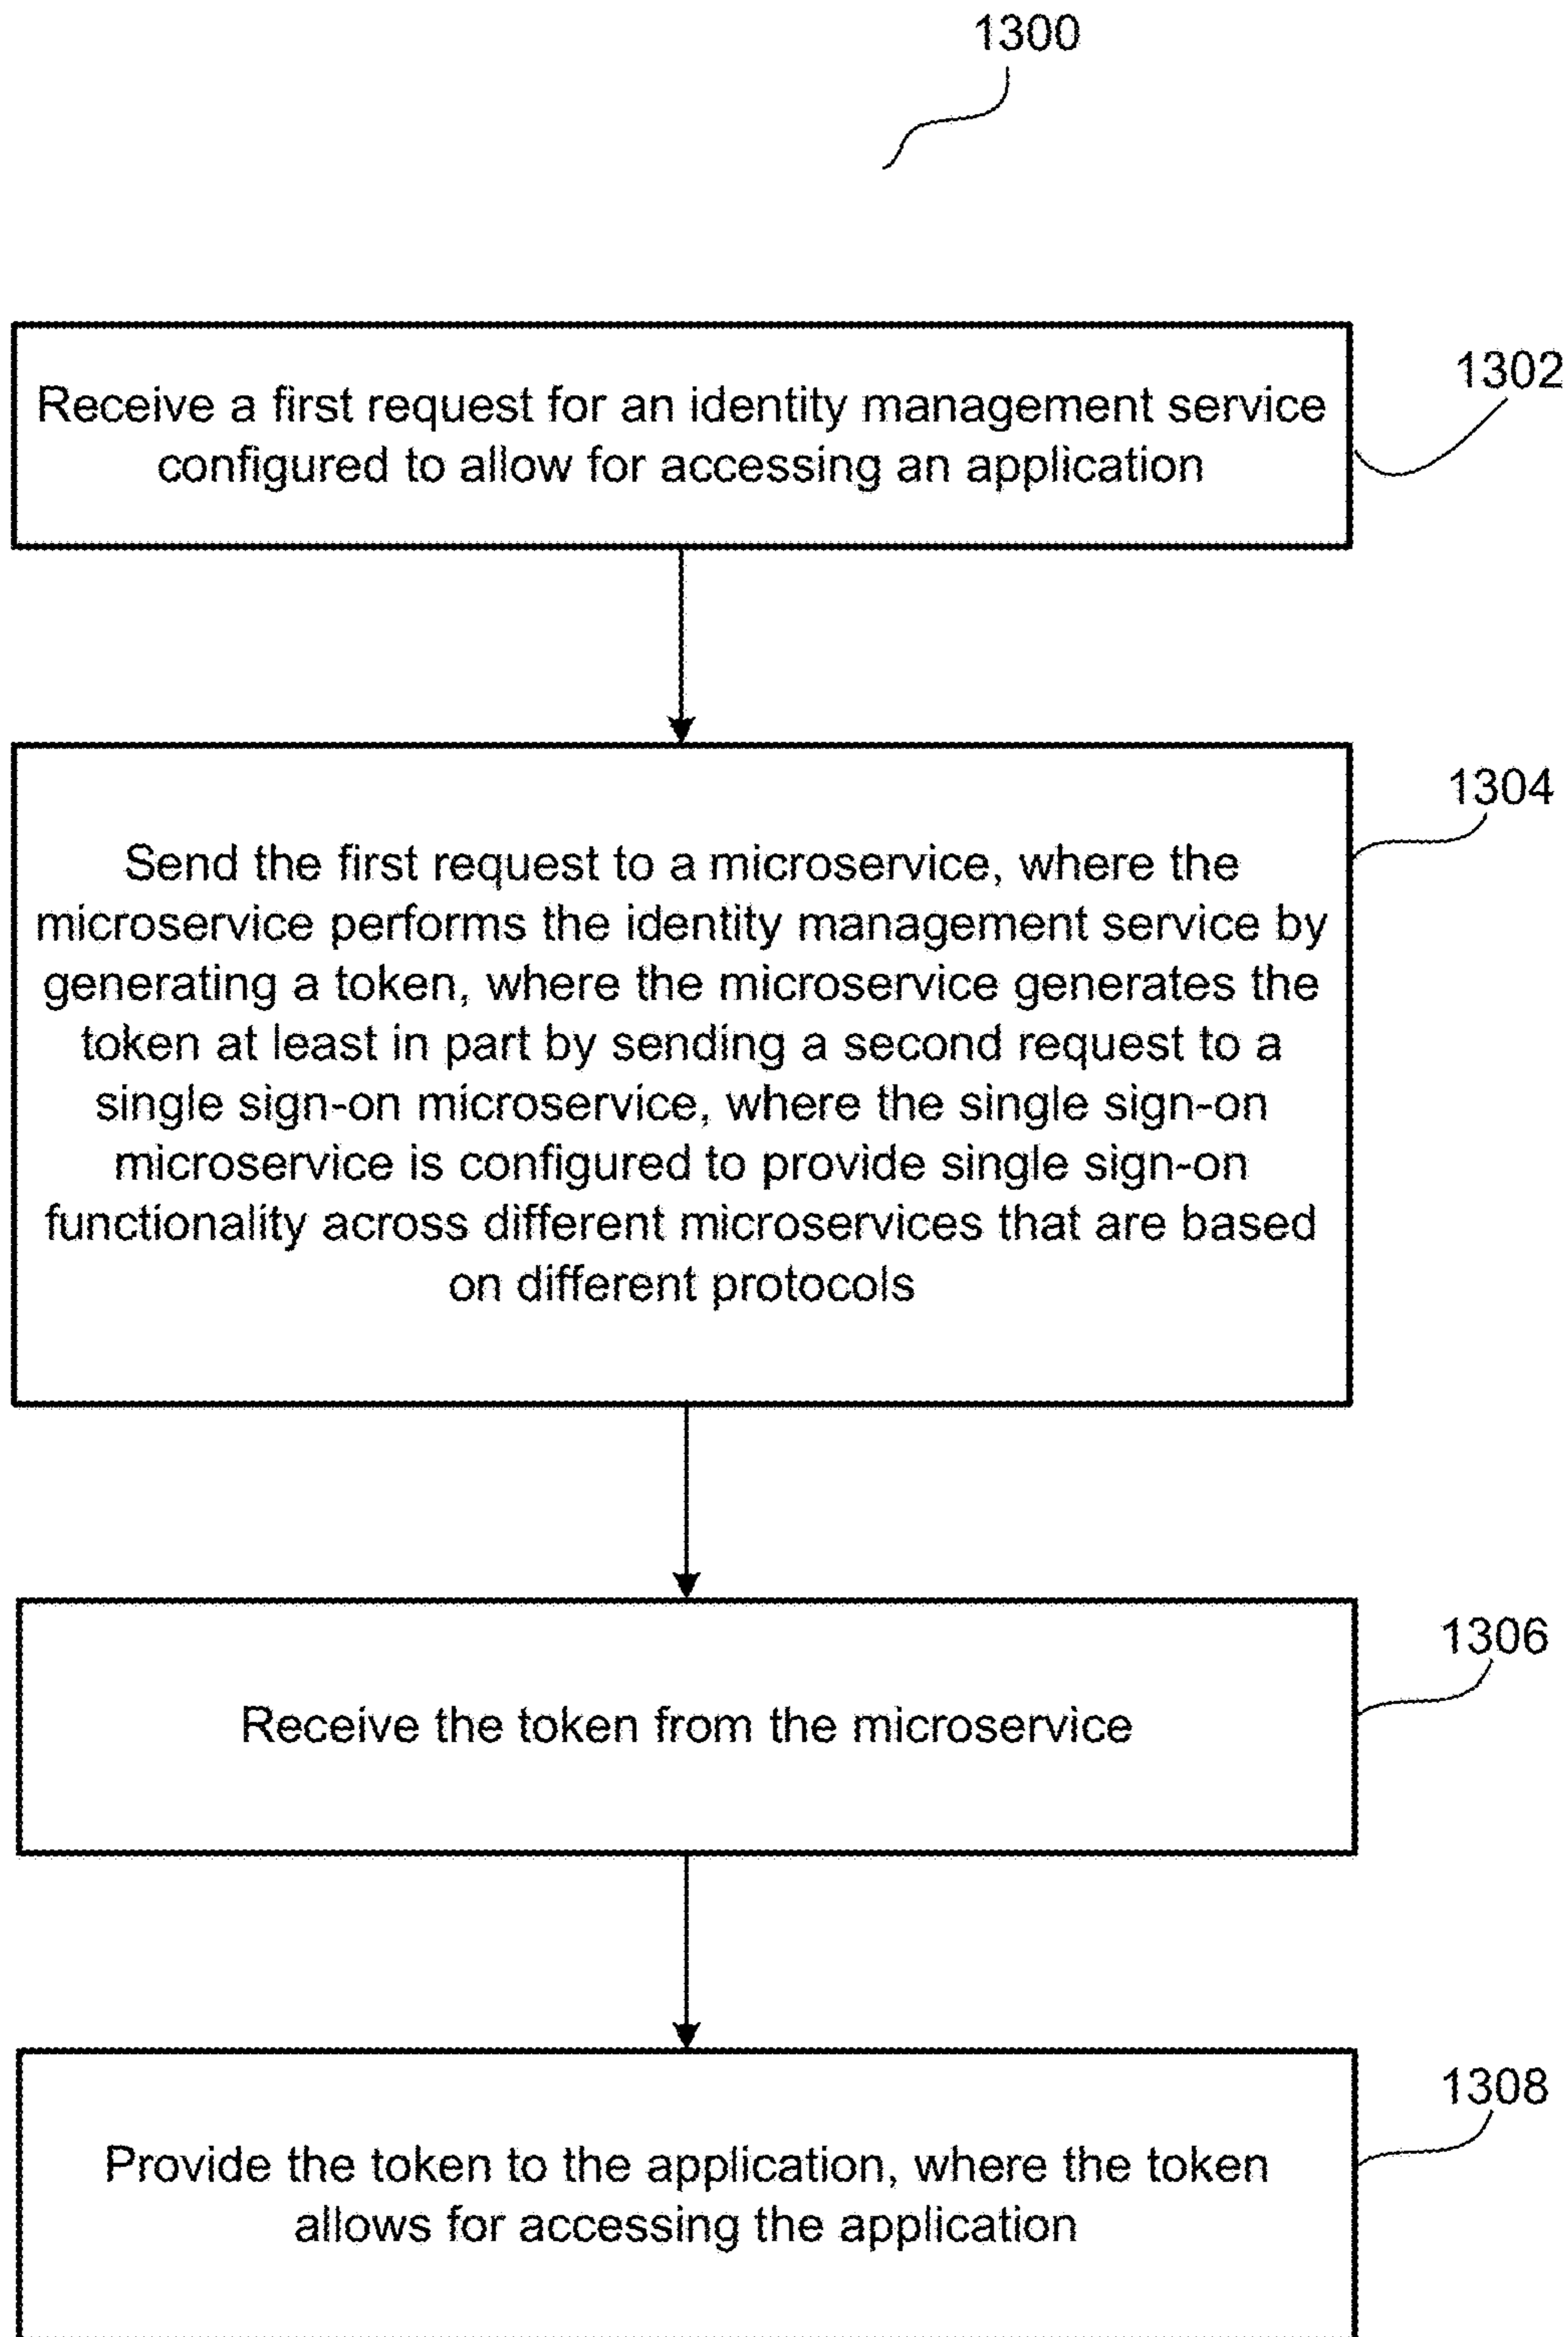 1300
Receive a first request for an identity management service
configured to allow for accessing an application
1302
Send the first request to a microservice, where the
microservice performs the identity management service by
generating a token, where the microservice generates the
token at least in part by sending a second request to a
single sign-on microservice, where the single sign-on
microservice is configured to provide single sign-on
functionality across different microservices that are based
on different protocols
1304
Receive the token from the microservice
1306
Provide the token to the application, where the token
allows for accessing the application
1308